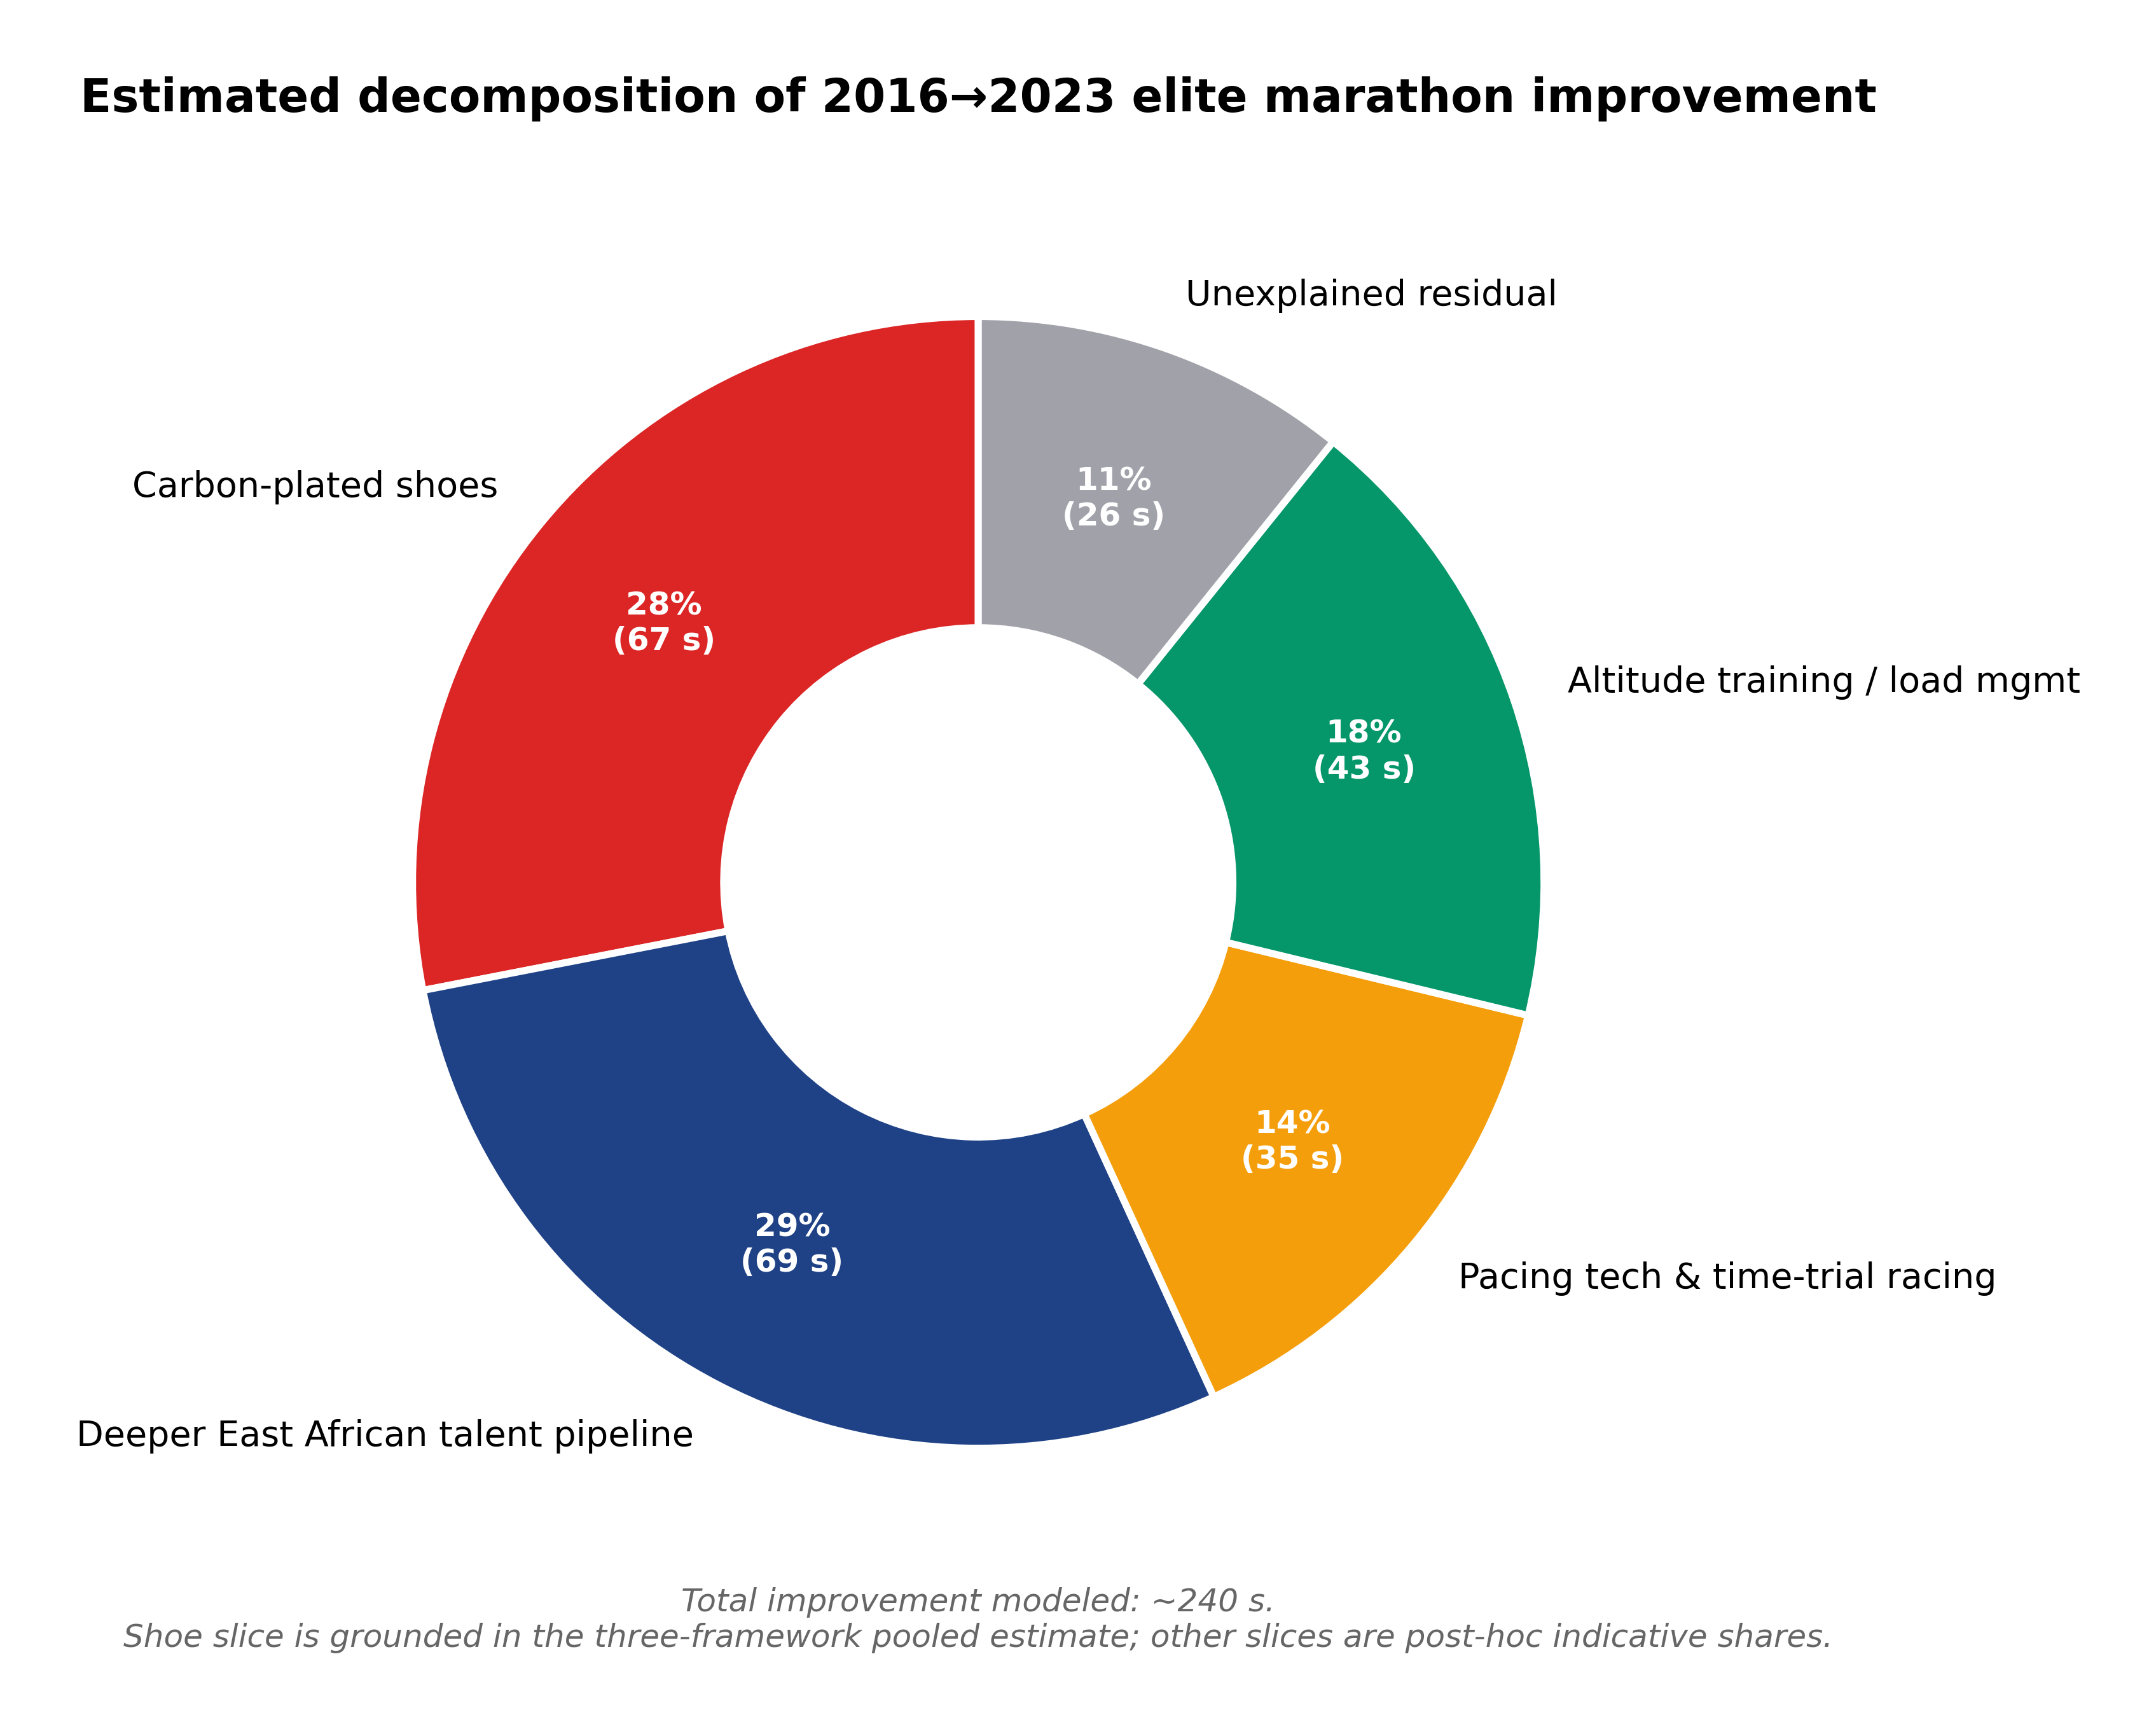 Estimated decomposition of 2016→2023 elite marathon improvement
Unexplained residual
Carbon-plated shoes
11%
(26 s)
28%
(67 s)
Altitude training / load mgmt
18%
(43 s)
14%
(35 s)
29%
(69 s)
Pacing tech & time-trial racing
Deeper East African talent pipeline
Total improvement modeled: ~240 s.
Shoe slice is grounded in the three-framework pooled estimate; other slices are post-hoc indicative shares.